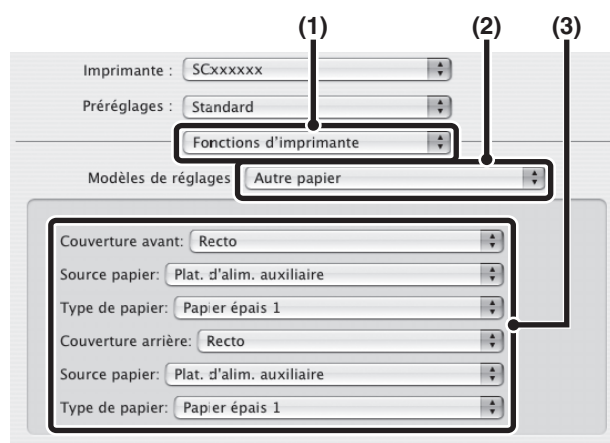 (1) (2) (3)
Imprimante : SCxxxxxx
Préréglages : Standard
Fonctions d'imprimante
Modèles de réglages Autre papier
Couverture avant: Recto
Source papier: Plat. d'alim. auxiliaire
Type de papier: Papier épais 1
Couverture arrière: Recto
Source papier: Plat. d'alim. auxiliaire
Type de papier: Papier épais 1